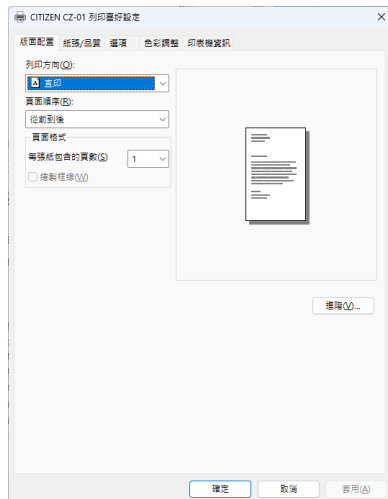 CITIZEN CZ-01 列印喜好設定
版面配置 紙張/品質 選項 色彩調整 印表機資訊
列印方向(O):
A 直印
頁面順序(R):
從前到後
頁面格式
每張紙包含的頁數(S) 1
繪製框線(W)
進階(V)...
確定 取消 套用(A)